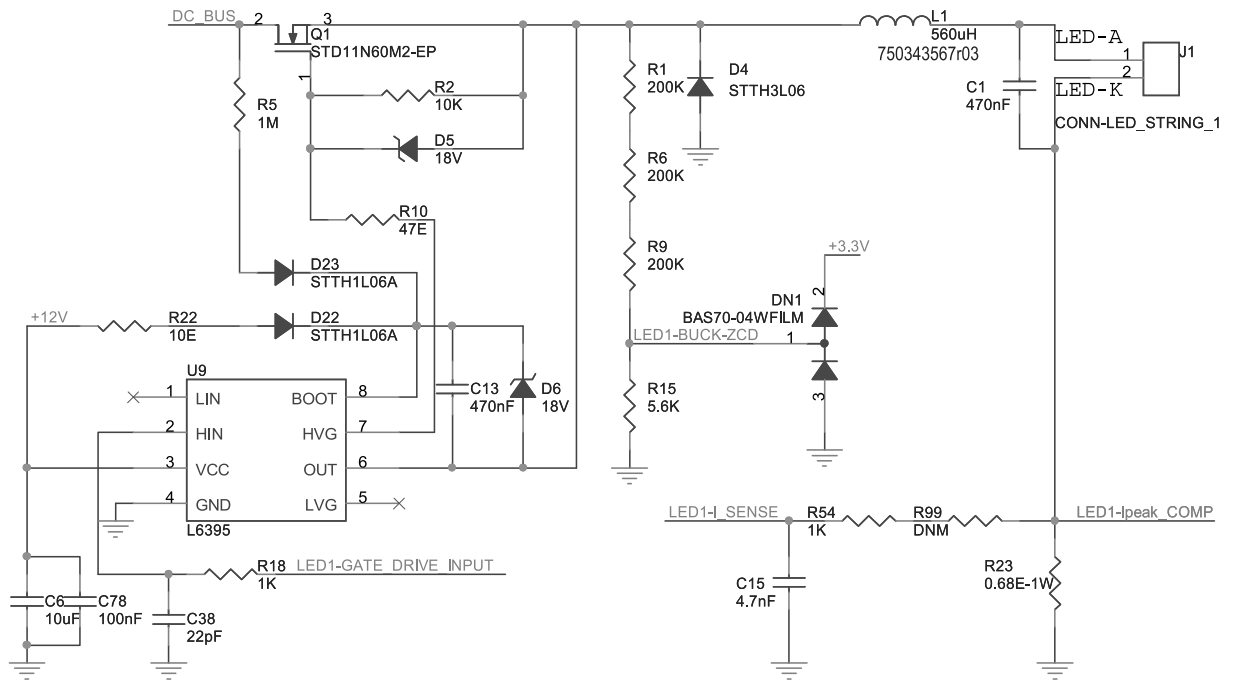 DC_BUS
2
3
Q1
STD11N60M2-EP
1
R5
1M
R2
10K
D5
18V
R10
47E
R1
200K
R6
200K
R9
200K
D4
STTH3L06
L1
560uH
750343567r03
C1
470nF
LED-A
1
2
LED-K
J1
CONN-LED_STRING_1
D23
STTH1L06A
+12V
R22
10E
D22
STTH1L06A
+3.3V
2
DN1
BAS70-04WFILM
LED1-BUCK-ZCD
1
3
R15
5.6K
U9
1
LIN
BOOT
8
2
HIN
HVG
7
3
VCC
OUT
6
4
GND
LVG
5
L6395
C13
470nF
D6
18V
R18
1K
LED1-GATE_DRIVE_INPUT
C6
10uF
C78
100nF
C38
22pF
LED1-I_SENSE
R54
1K
R99
DNM
LED1-Ipeak_COMP
C15
4.7nF
R23
0.68E-1W